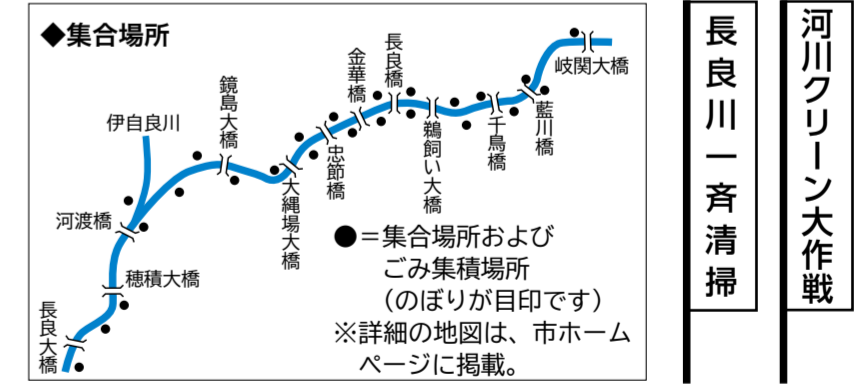 河川クリーン大作戦
長良川一斉清掃
◆集合場所
岐関大橋
藍川橋
千鳥橋
鵜飼い大橋
長良橋
金華橋
忠節橋
大縄場大橋
鏡島大橋
伊自良川
河渡橋
穂積大橋
長良大橋
●＝集合場所および
ごみ集積場所
（のぼりが目印です）
※詳細の地図は、市ホーム
ページに掲載。